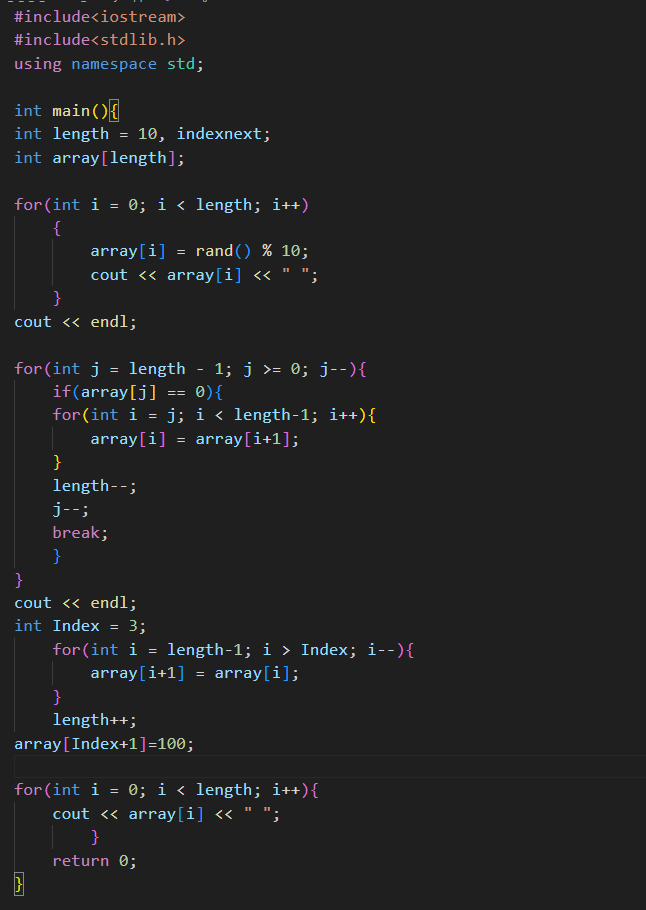 #include<iostream>
#include<stdlib.h>
using namespace std;
int main(){
int length = 10, indexnext;
int array[length];
for(int i = 0; i < length; i++)
{
array[i] = rand() % 10;
cout << array[i] << " ";
}
cout << endl;
for(int j = length - 1; j >= 0; j--){
if(array[j] == 0){
for(int i = j; i < length-1; i++){
array[i] = array[i+1];
}
length--;
j--;
break;
}
}
cout << endl;
int Index = 3;
for(int i = length-1; i > Index; i--){
array[i+1] = array[i];
}
length++;
array[Index+1]=100;
for(int i = 0; i < length; i++){
cout << array[i] << " ";
}
return 0;
}